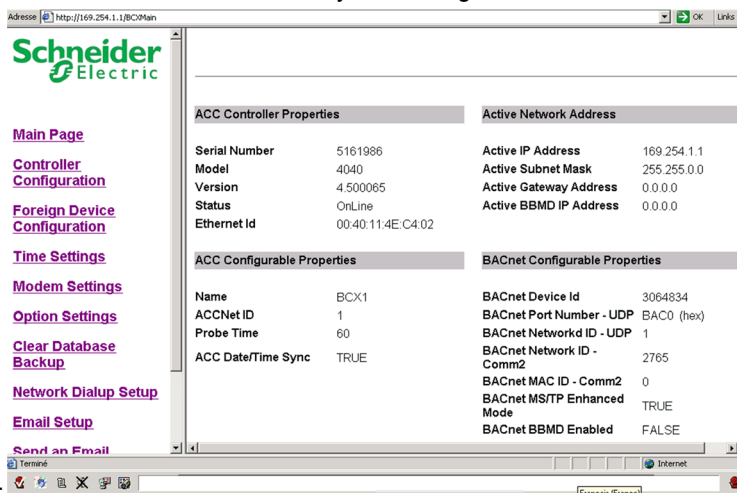 Adresse http://169.254.1.1/BCXMain OK Links
Schneider
Electric
Main Page
Controller
Configuration
Foreign Device
Configuration
Time Settings
Modem Settings
Option Settings
Clear Database
Backup
Network Dialup Setup
Email Setup
Send an Email
ACC Controller Properties
Serial Number 5161986
Model 4040
Version 4.500065
Status OnLine
Ethernet Id 00:40:11:4E:C4:02
ACC Configurable Properties
Name BCX1
ACCNet ID 1
Probe Time 60
ACC Date/Time Sync TRUE
Active Network Address
Active IP Address 169.254.1.1
Active Subnet Mask 255.255.0.0
Active Gateway Address 0.0.0.0
Active BBMD IP Address 0.0.0.0
BACnet Configurable Properties
BACnet Device Id 3064834
BACnet Port Number - UDP BAC0 (hex)
BACnet Networkd ID - UDP 1
BACnet Network ID -
Comm2 2765
BACnet MAC ID - Comm2 0
BACnet MS/TP Enhanced
Mode TRUE
BACnet BBMD Enabled FALSE
Terminé Internet